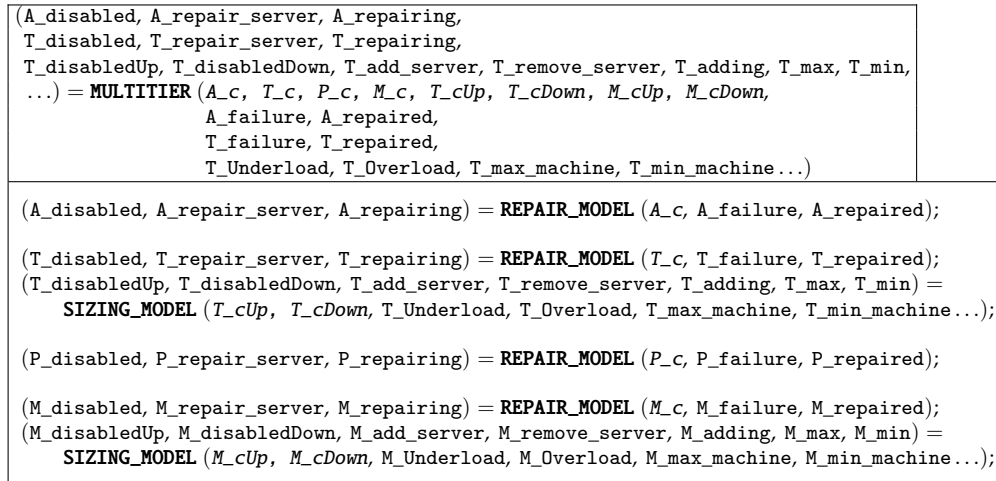 (A_disabled, A_repair_server, A_repairing,
T_disabled, T_repair_server, T_repairing,
T_disabledUp, T_disabledDown, T_add_server, T_remove_server, T_adding, T_max, T_min,
...) = MULTITIER (A_c, T_c, P_c, M_c, T_cUp, T_cDown, M_cUp, M_cDown,
A_failure, A_repaired,
T_failure, T_repaired,
T_Underload, T_Overload, T_max_machine, T_min_machine...)
(A_disabled, A_repair_server, A_repairing) = REPAIR_MODEL (A_c, A_failure, A_repaired);
(T_disabled, T_repair_server, T_repairing) = REPAIR_MODEL (T_c, T_failure, T_repaired);
(T_disabledUp, T_disabledDown, T_add_server, T_remove_server, T_adding, T_max, T_min) =
SIZING_MODEL (T_cUp, T_cDown, T_Underload, T_Overload, T_max_machine, T_min_machine...);
(P_disabled, P_repair_server, P_repairing) = REPAIR_MODEL (P_c, P_failure, P_repaired);
(M_disabled, M_repair_server, M_repairing) = REPAIR_MODEL (M_c, M_failure, M_repaired);
(M_disabledUp, M_disabledDown, M_add_server, M_remove_server, M_adding, M_max, M_min) =
SIZING_MODEL (M_cUp, M_cDown, M_Underload, M_Overload, M_max_machine, M_min_machine...);